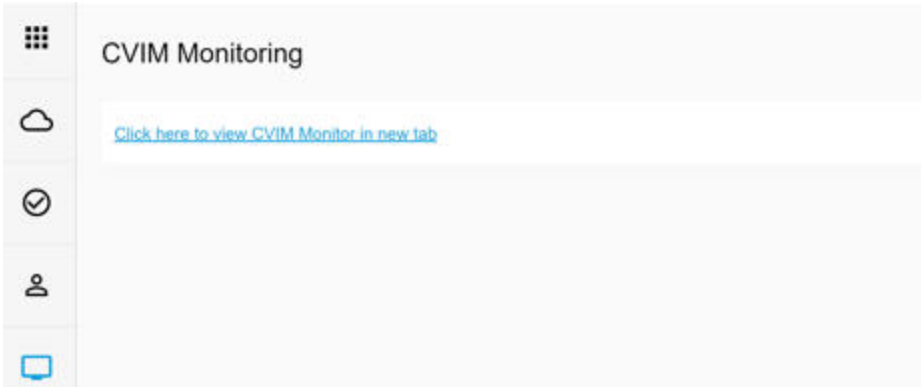 CVIM Monitoring
Click here to view CVIM Monitor in new tab